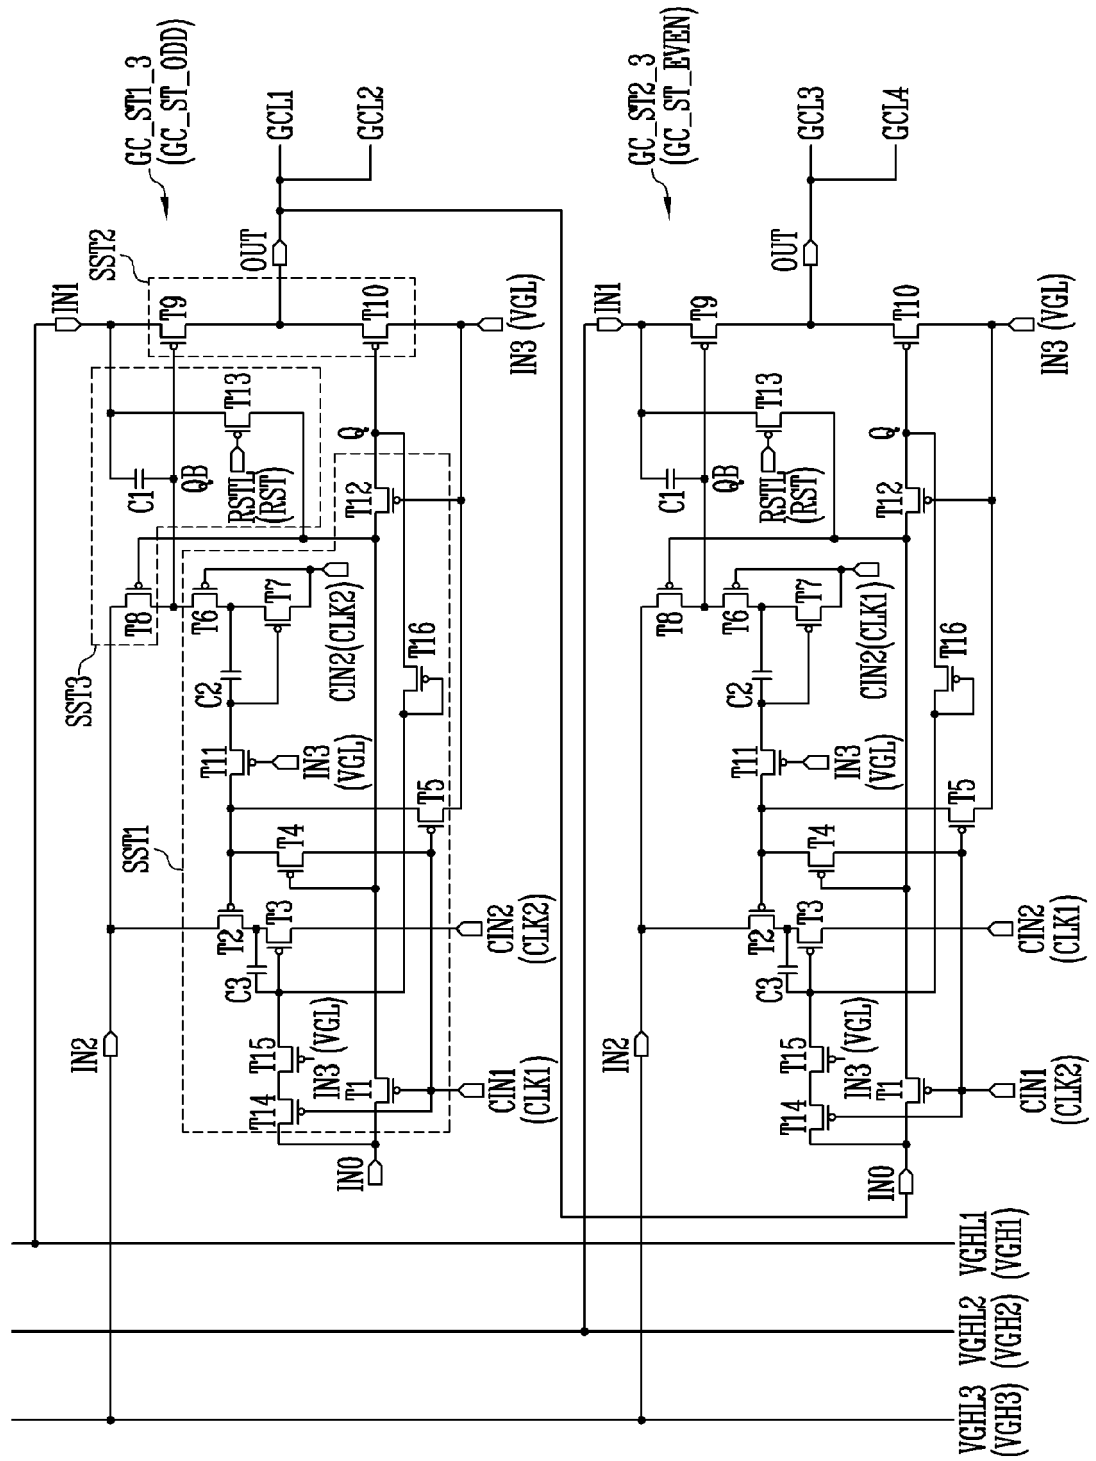 GC_ST1_3
(GC_ST_ODD)
SST2
SST3
SST1
IN1
T9
T10
OUT
GCL1
GCL2
IN3 (VGL)
C1
QB
T13
RSTL
(RST)
Q
T12
T8
T6
T7
CIN2(CLK2)
C2
T16
T11
IN3
(VGL)
T5
T4
T2
T3
C3
CIN2
(CLK2)
IN2
T15
T14
IN3 (VGL)
T1
CIN1
(CLK1)
IN0
GC_ST2_3
(GC_ST_EVEN)
IN1
T9
T10
OUT
GCL3
GCL4
IN3 (VGL)
C1
QB
T13
RSTL
(RST)
Q
T12
T8
T6
T7
CIN2(CLK1)
C2
T16
T11
IN3
(VGL)
T5
T4
T2
T3
C3
CIN2
(CLK1)
IN2
T15
T14
IN3 (VGL)
T1
CIN1
(CLK2)
IN0
VGHL1
(VGH1)
VGHL2
(VGH2)
VGHL3
(VGH3)